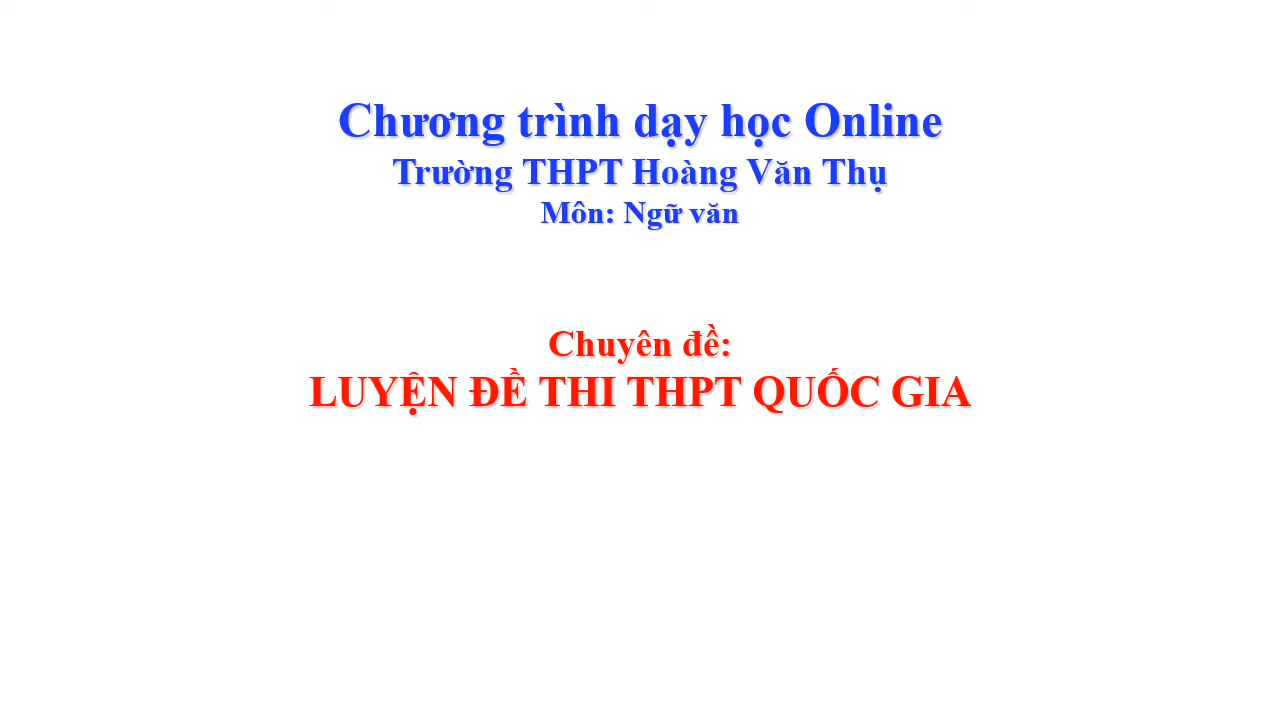 Chương trình dạy học Online
Trường THPT Hoàng Văn Thụ
Môn: Ngữ văn
Chuyên đề:
LUYỆN ĐỀ THI THPT QUỐC GIA